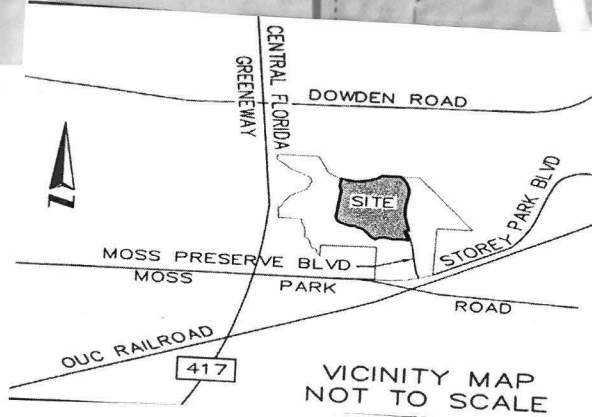 CENTRAL FLORIDA
GREENEWAY
DOWDEN ROAD
SITE
STOREY PARK BLVD
MOSS PRESERVE BLVD
MOSS PARK ROAD
OUC RAILROAD
417
N
VICINITY MAP
NOT TO SCALE